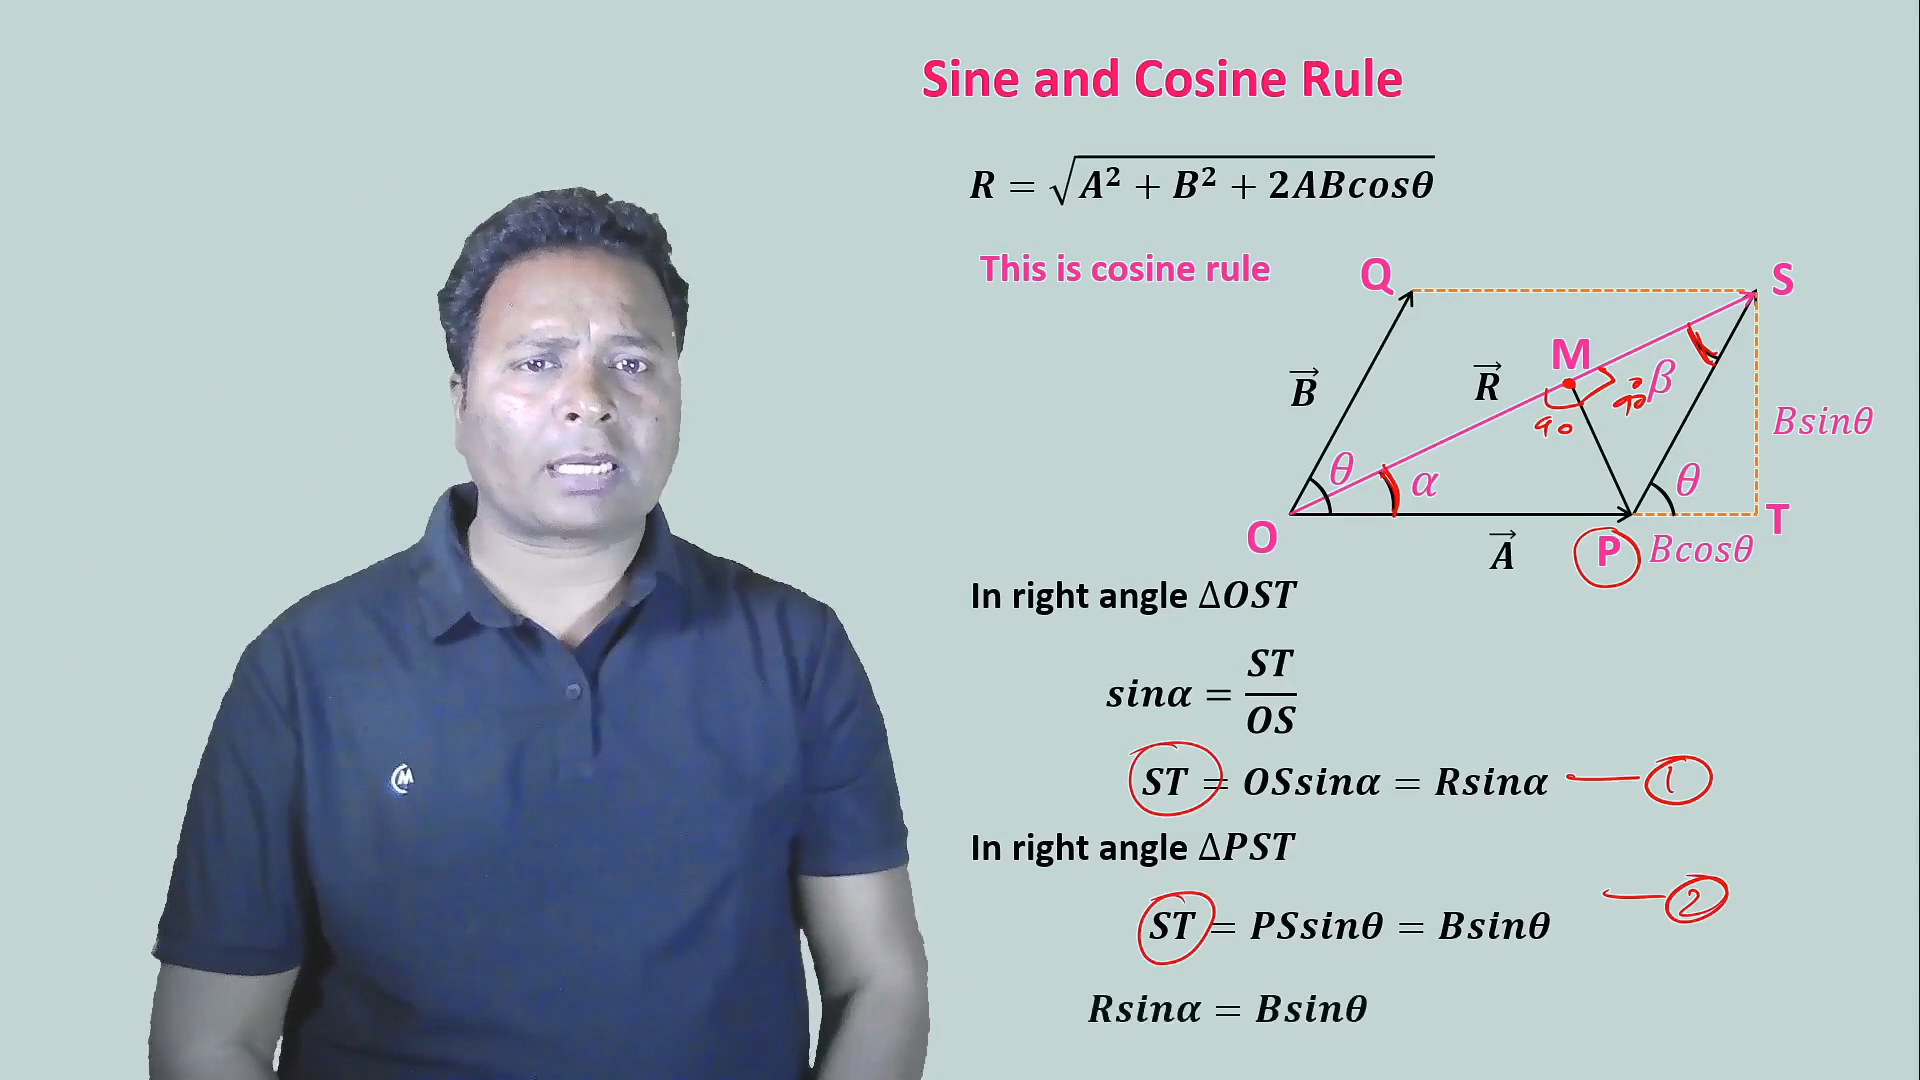 Sine and Cosine Rule
R = √A² + B² + 2ABcosθ
This is cosine rule
Q
S
M
B⃗
R⃗
β
90
90
Bsinθ
θ
α
θ
O
T
A⃗
P
Bcosθ
In right angle ΔOST
sinα = ST/OS
ST = OSsinα = Rsinα 1
In right angle ΔPST
2
ST = PSsinθ = Bsinθ
Rsinα = Bsinθ